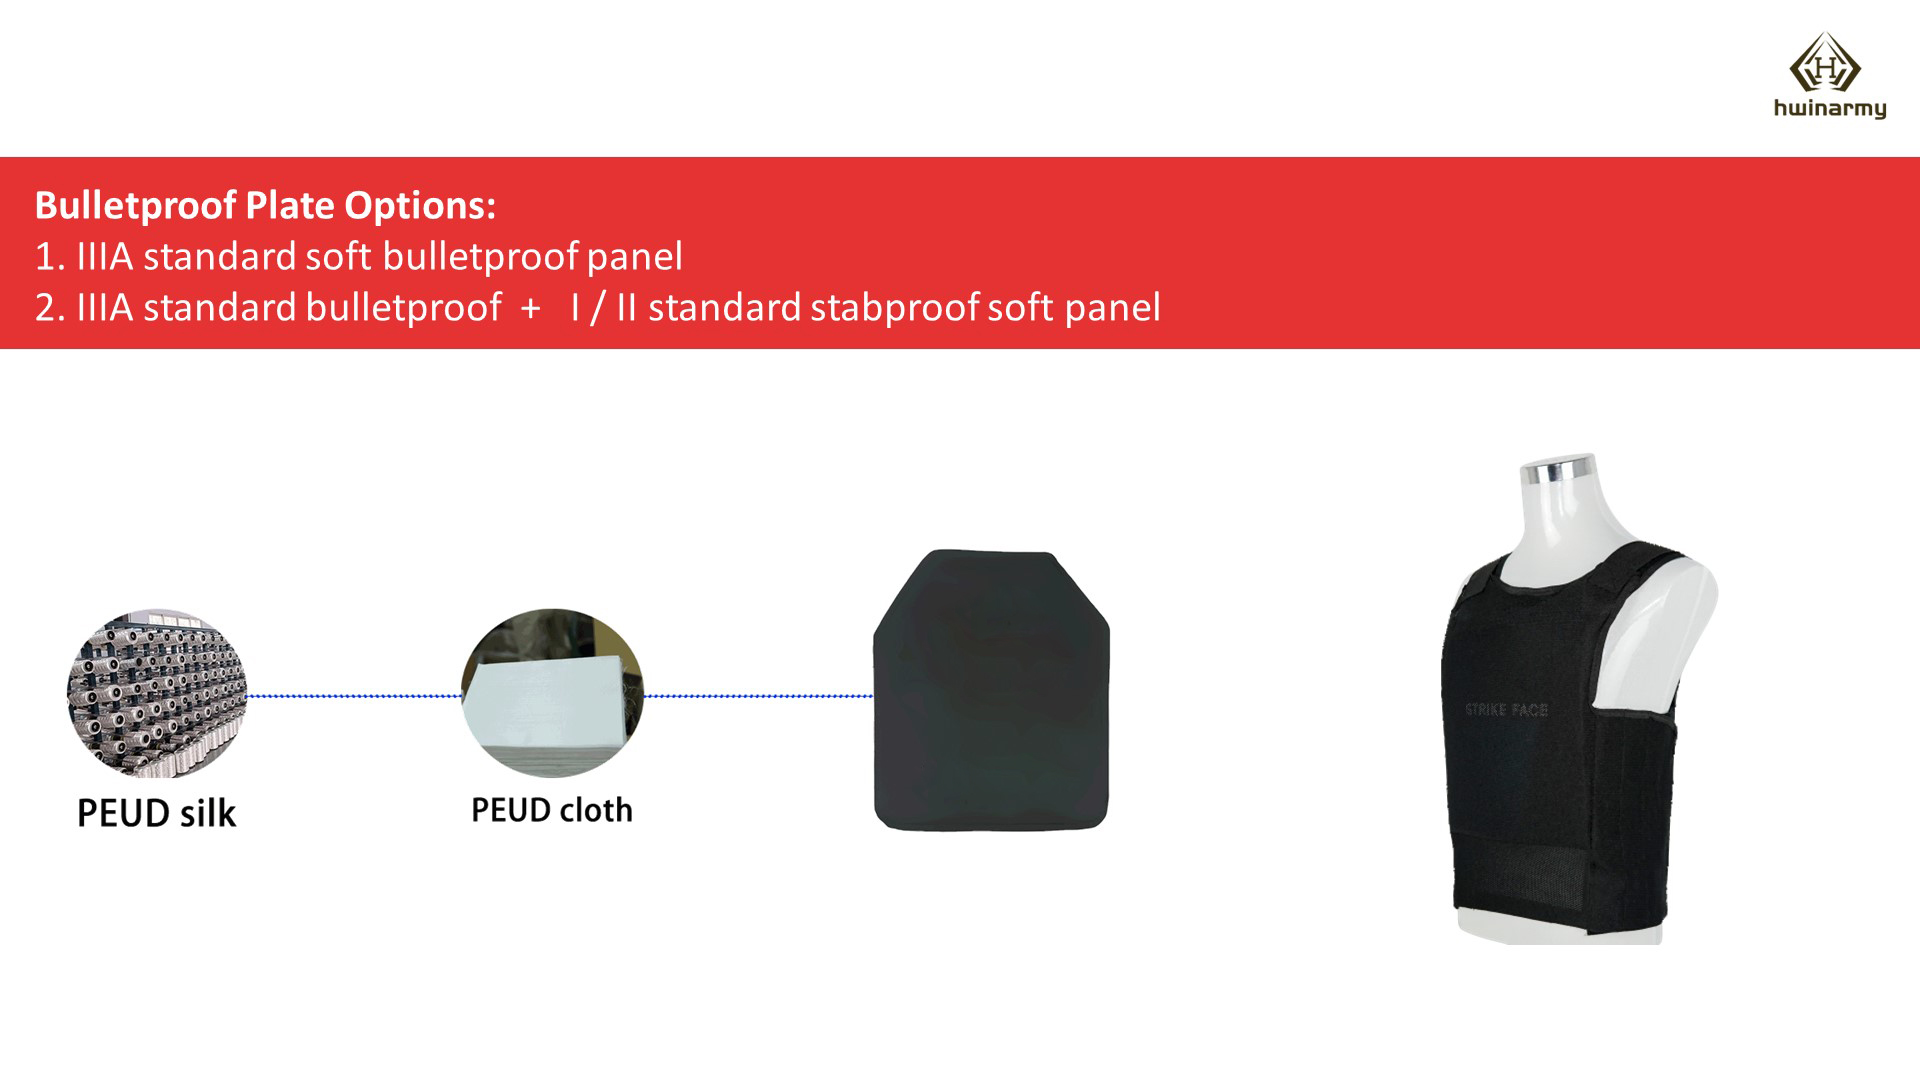 H
hwinarmy
Bulletproof Plate Options:
1. IIIA standard soft bulletproof panel
2. IIIA standard bulletproof + I / II standard stabproof soft panel
STRIKE FACE
PEUD silk
PEUD cloth